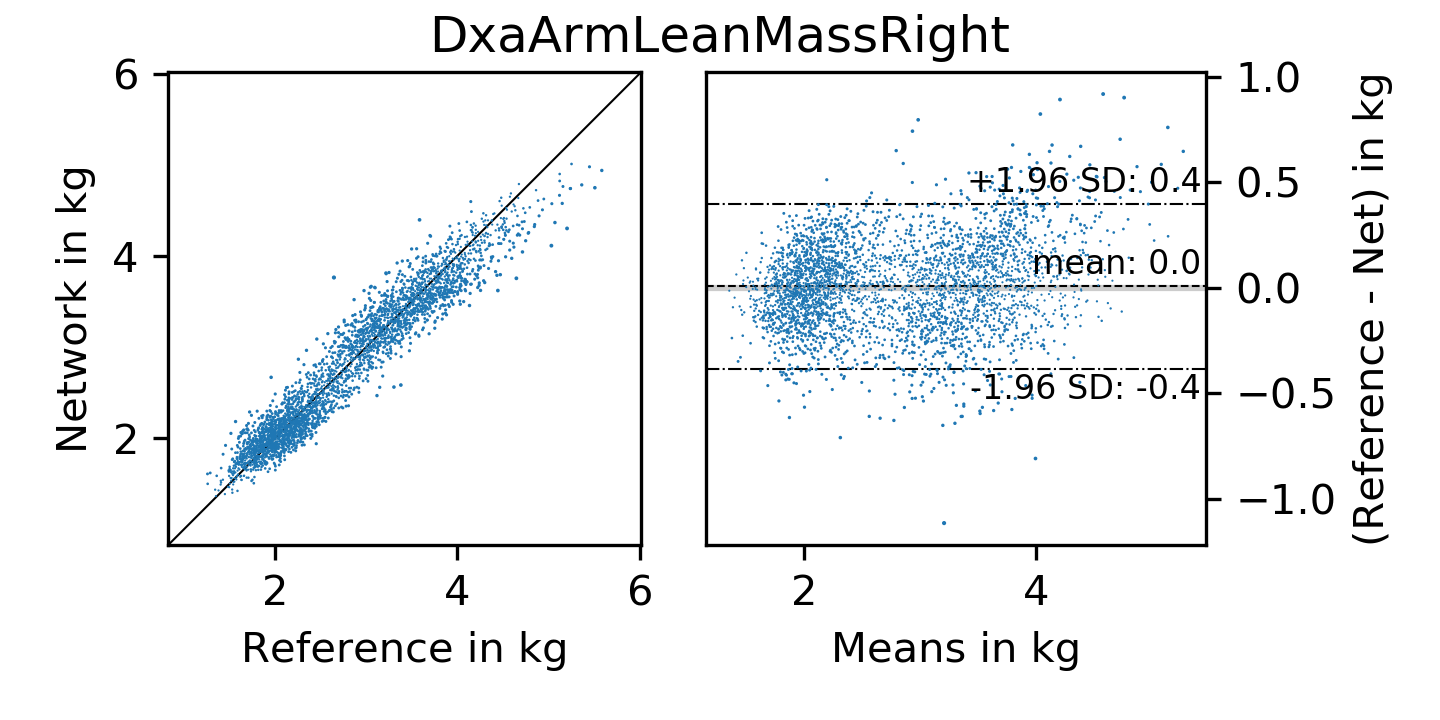 DxaArmLeanMassRight
6
4
2
Network in kg
2
4
6
Reference in kg
+1.96 SD: 0.4
mean: 0.0
-1.96 SD: -0.4
1.0
0.5
0.0
−0.5
−1.0
(Reference - Net) in kg
2
4
Means in kg